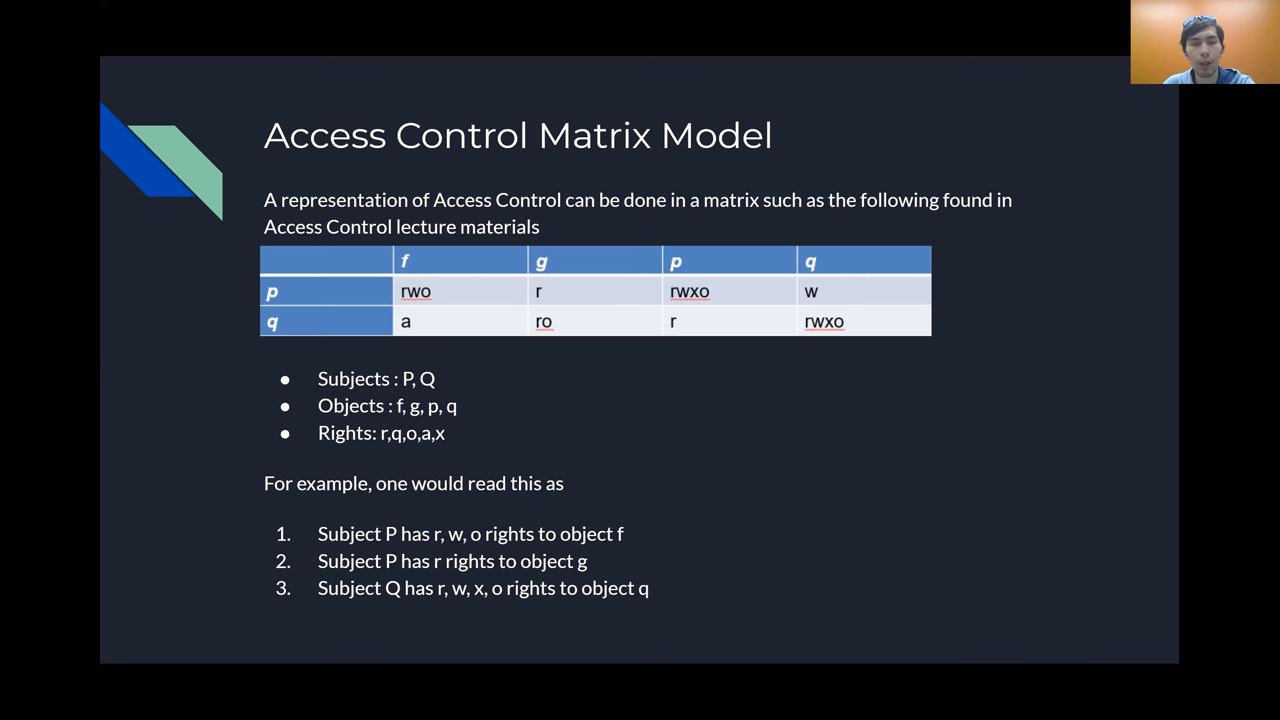 Access Control Matrix Model
A representation of Access Control can be done in a matrix such as the following found in
Access Control lecture materials
f g p q
p rwo r rwxo w
q a ro r rwxo
● Subjects : P, Q
● Objects : f, g, p, q
● Rights: r,q,o,a,x
For example, one would read this as
1. Subject P has r, w, o rights to object f
2. Subject P has r rights to object g
3. Subject Q has r, w, x, o rights to object q